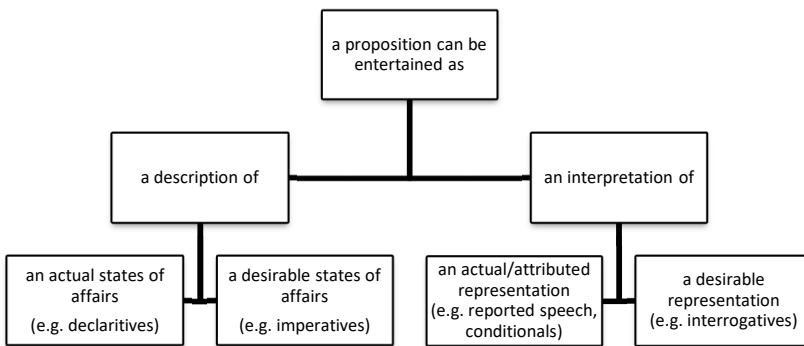 a proposition can be
entertained as
a description of
an interpretation of
an actual states of
affairs
(e.g. declaritives)
a desirable states of
affairs
(e.g. imperatives)
an actual/attributed
representation
(e.g. reported speech,
conditionals)
a desirable
representation
(e.g. interrogatives)